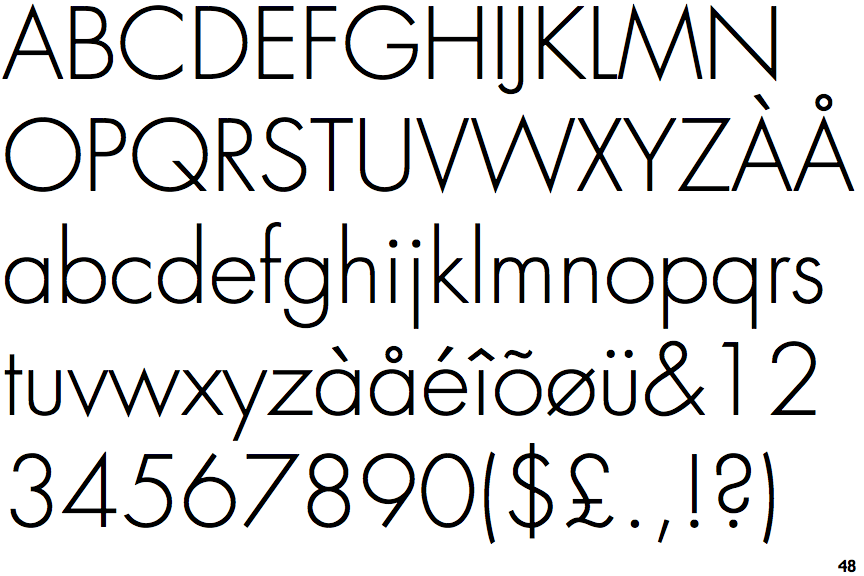 ABCDEFGHIJKLMN
OPQRSTUVWXYZÀÅ
abcdefghijklmnopqrs
tuvwxyzàåéîõøü&12
34567890($£.,!?)
48